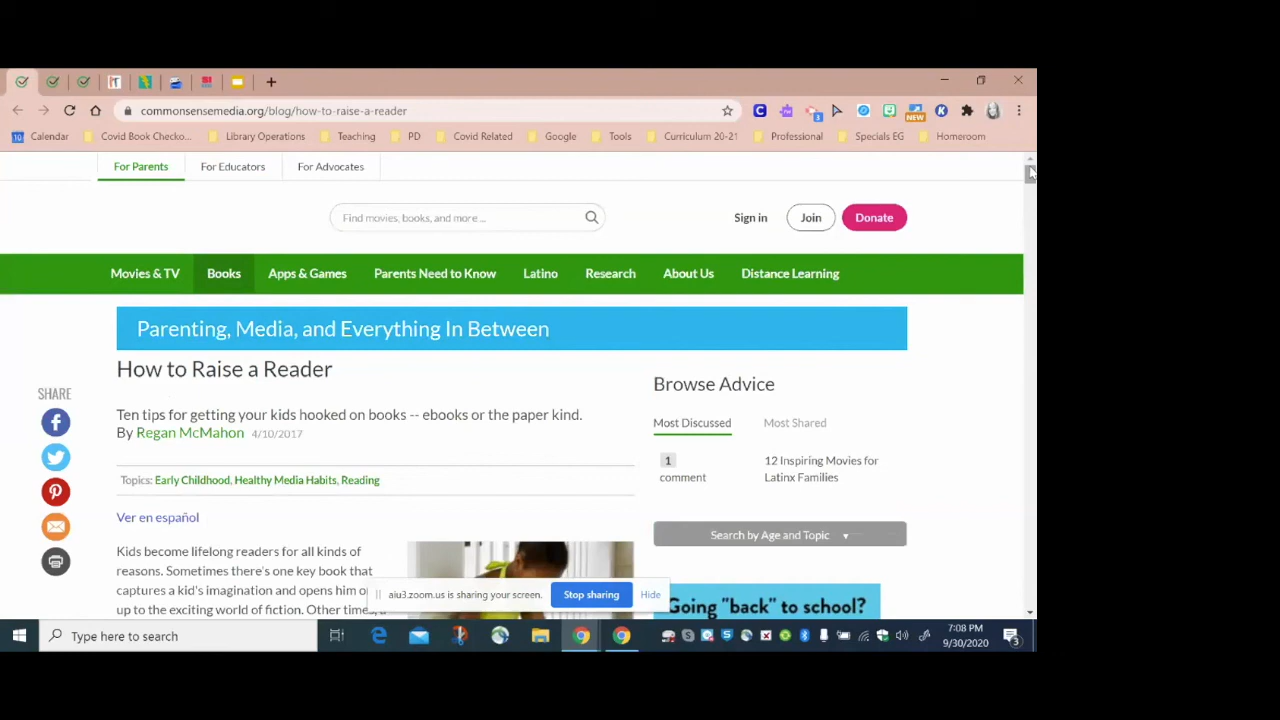 commonsensemedia.org/blog/how-to-raise-a-reader
NEW
3
10 Calendar
Covid Book Checko...
Library Operations
Teaching
PD
Covid Related
Google
Tools
Curriculum 20-21
Professional
Specials EG
Homeroom
For Parents
For Educators
For Advocates
Find movies, books, and more ...
Sign in
Join
Donate
Movies & TV
Books
Apps & Games
Parents Need to Know
Latino
Research
About Us
Distance Learning
Parenting, Media, and Everything In Between
How to Raise a Reader
SHARE
Ten tips for getting your kids hooked on books -- ebooks or the paper kind.
By Regan McMahon 4/10/2017
Topics: Early Childhood, Healthy Media Habits, Reading
Ver en español
Kids become lifelong readers for all kinds of
reasons. Sometimes there's one key book that
captures a kid's imagination and opens him o
up to the exciting world of fiction. Other times,
Browse Advice
Most Discussed
Most Shared
1
comment
12 Inspiring Movies for
Latinx Families
Search by Age and Topic
Going "back" to school?
aiu3.zoom.us is sharing your screen.
Stop sharing
Hide
Type here to search
7:08 PM
9/30/2020
3